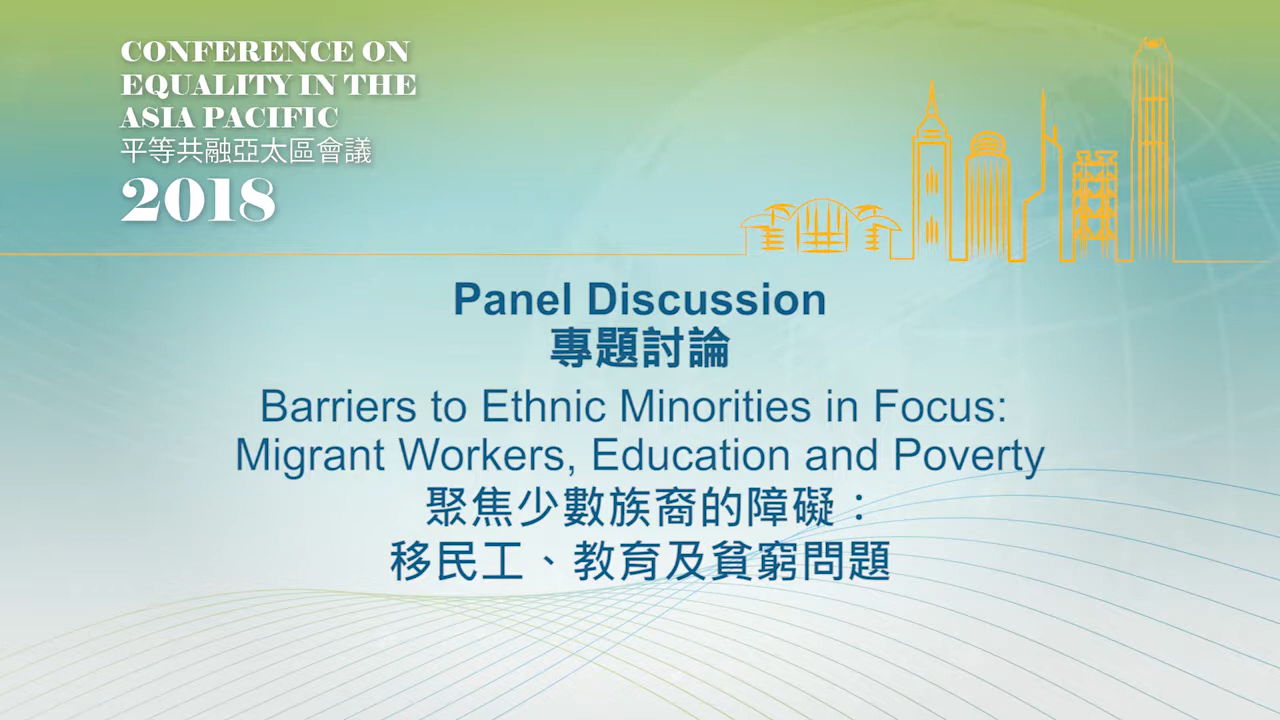 CONFERENCE ON
EQUALITY IN THE
ASIA PACIFIC
平等共融亞太區會議
2018
Panel Discussion
專題討論
Barriers to Ethnic Minorities in Focus:
Migrant Workers, Education and Poverty
聚焦少數族裔的障礙：
移民工、教育及貧窮問題